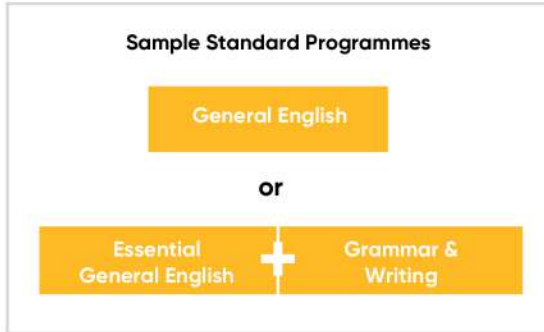 Sample Standard Programmes
General English
or
Essential
General English
+
Grammar &
Writing